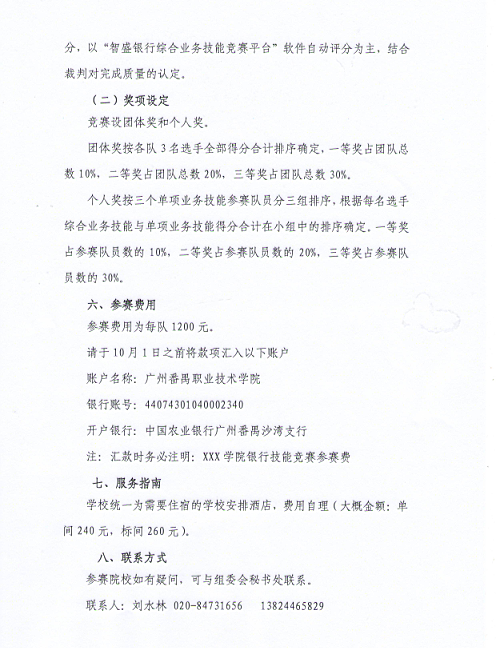 分，以“智盛银行综合业务技能竞赛平台”软件自动评分为主，结合
裁判对完成质量的认定。
（二）奖项设定
竞赛设团体奖和个人奖。
团体奖按各队 3 名选手全部得分合计排序确定，一等奖占团队总
数 10%，二等奖占团队总数 20%，三等奖占团队总数 30%。
个人奖按三个单项业务技能参赛队员分三组排序，根据每名选手
综合业务技能与单项业务技能得分合计在小组中的排序确定。一等奖
占参赛队员数的 10%，二等奖占参赛队员数的 20%，三等奖占参赛队
员数的 30%。
六、参赛费用
参赛费用为每队 1200 元。
请于 10 月 1 日之前将款项汇入以下账户
账户名称：广州番禺职业技术学院
银行账号：44074301040002340
开户银行：中国农业银行广州番禺沙湾支行
注：汇款时务必注明：XXX 学院银行技能竞赛参赛费
七、服务指南
学校统一为需要住宿的学校安排酒店，费用自理（大概金额：单
间 240 元，标间 260 元）。
八、联系方式
参赛院校如有疑问，可与组委会秘书处联系。
联系人：刘水林 020-84731656 13824465829